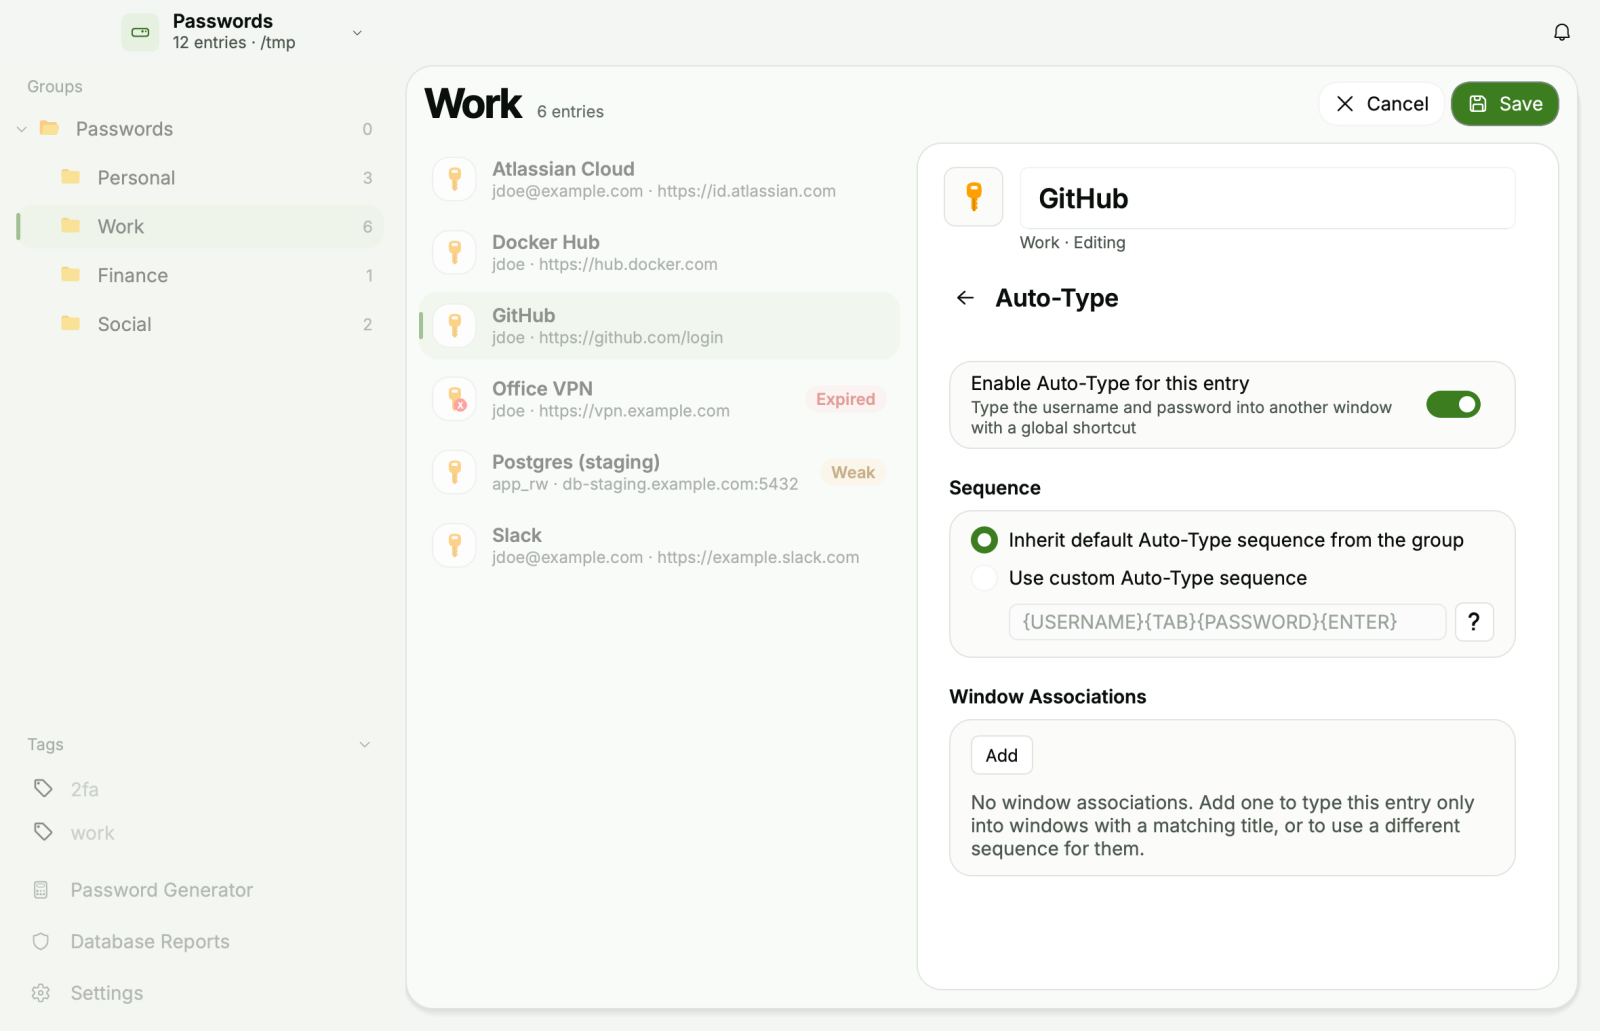 Passwords
12 entries · /tmp
Groups
Passwords 0
Personal 3
Work 6
Finance 1
Social 2
Tags
2fa
work
Password Generator
Database Reports
Settings
Work 6 entries
Cancel
Save
Atlassian Cloud
jdoe@example.com · https://id.atlassian.com
Docker Hub
jdoe · https://hub.docker.com
GitHub
jdoe · https://github.com/login
Office VPN
jdoe · https://vpn.example.com
Expired
Postgres (staging)
app_rw · db-staging.example.com:5432
Weak
Slack
jdoe@example.com · https://example.slack.com
GitHub
Work · Editing
Auto-Type
Enable Auto-Type for this entry
Type the username and password into another window
with a global shortcut
Sequence
Inherit default Auto-Type sequence from the group
Use custom Auto-Type sequence
{USERNAME}{TAB}{PASSWORD}{ENTER}
?
Window Associations
Add
No window associations. Add one to type this entry only
into windows with a matching title, or to use a different
sequence for them.